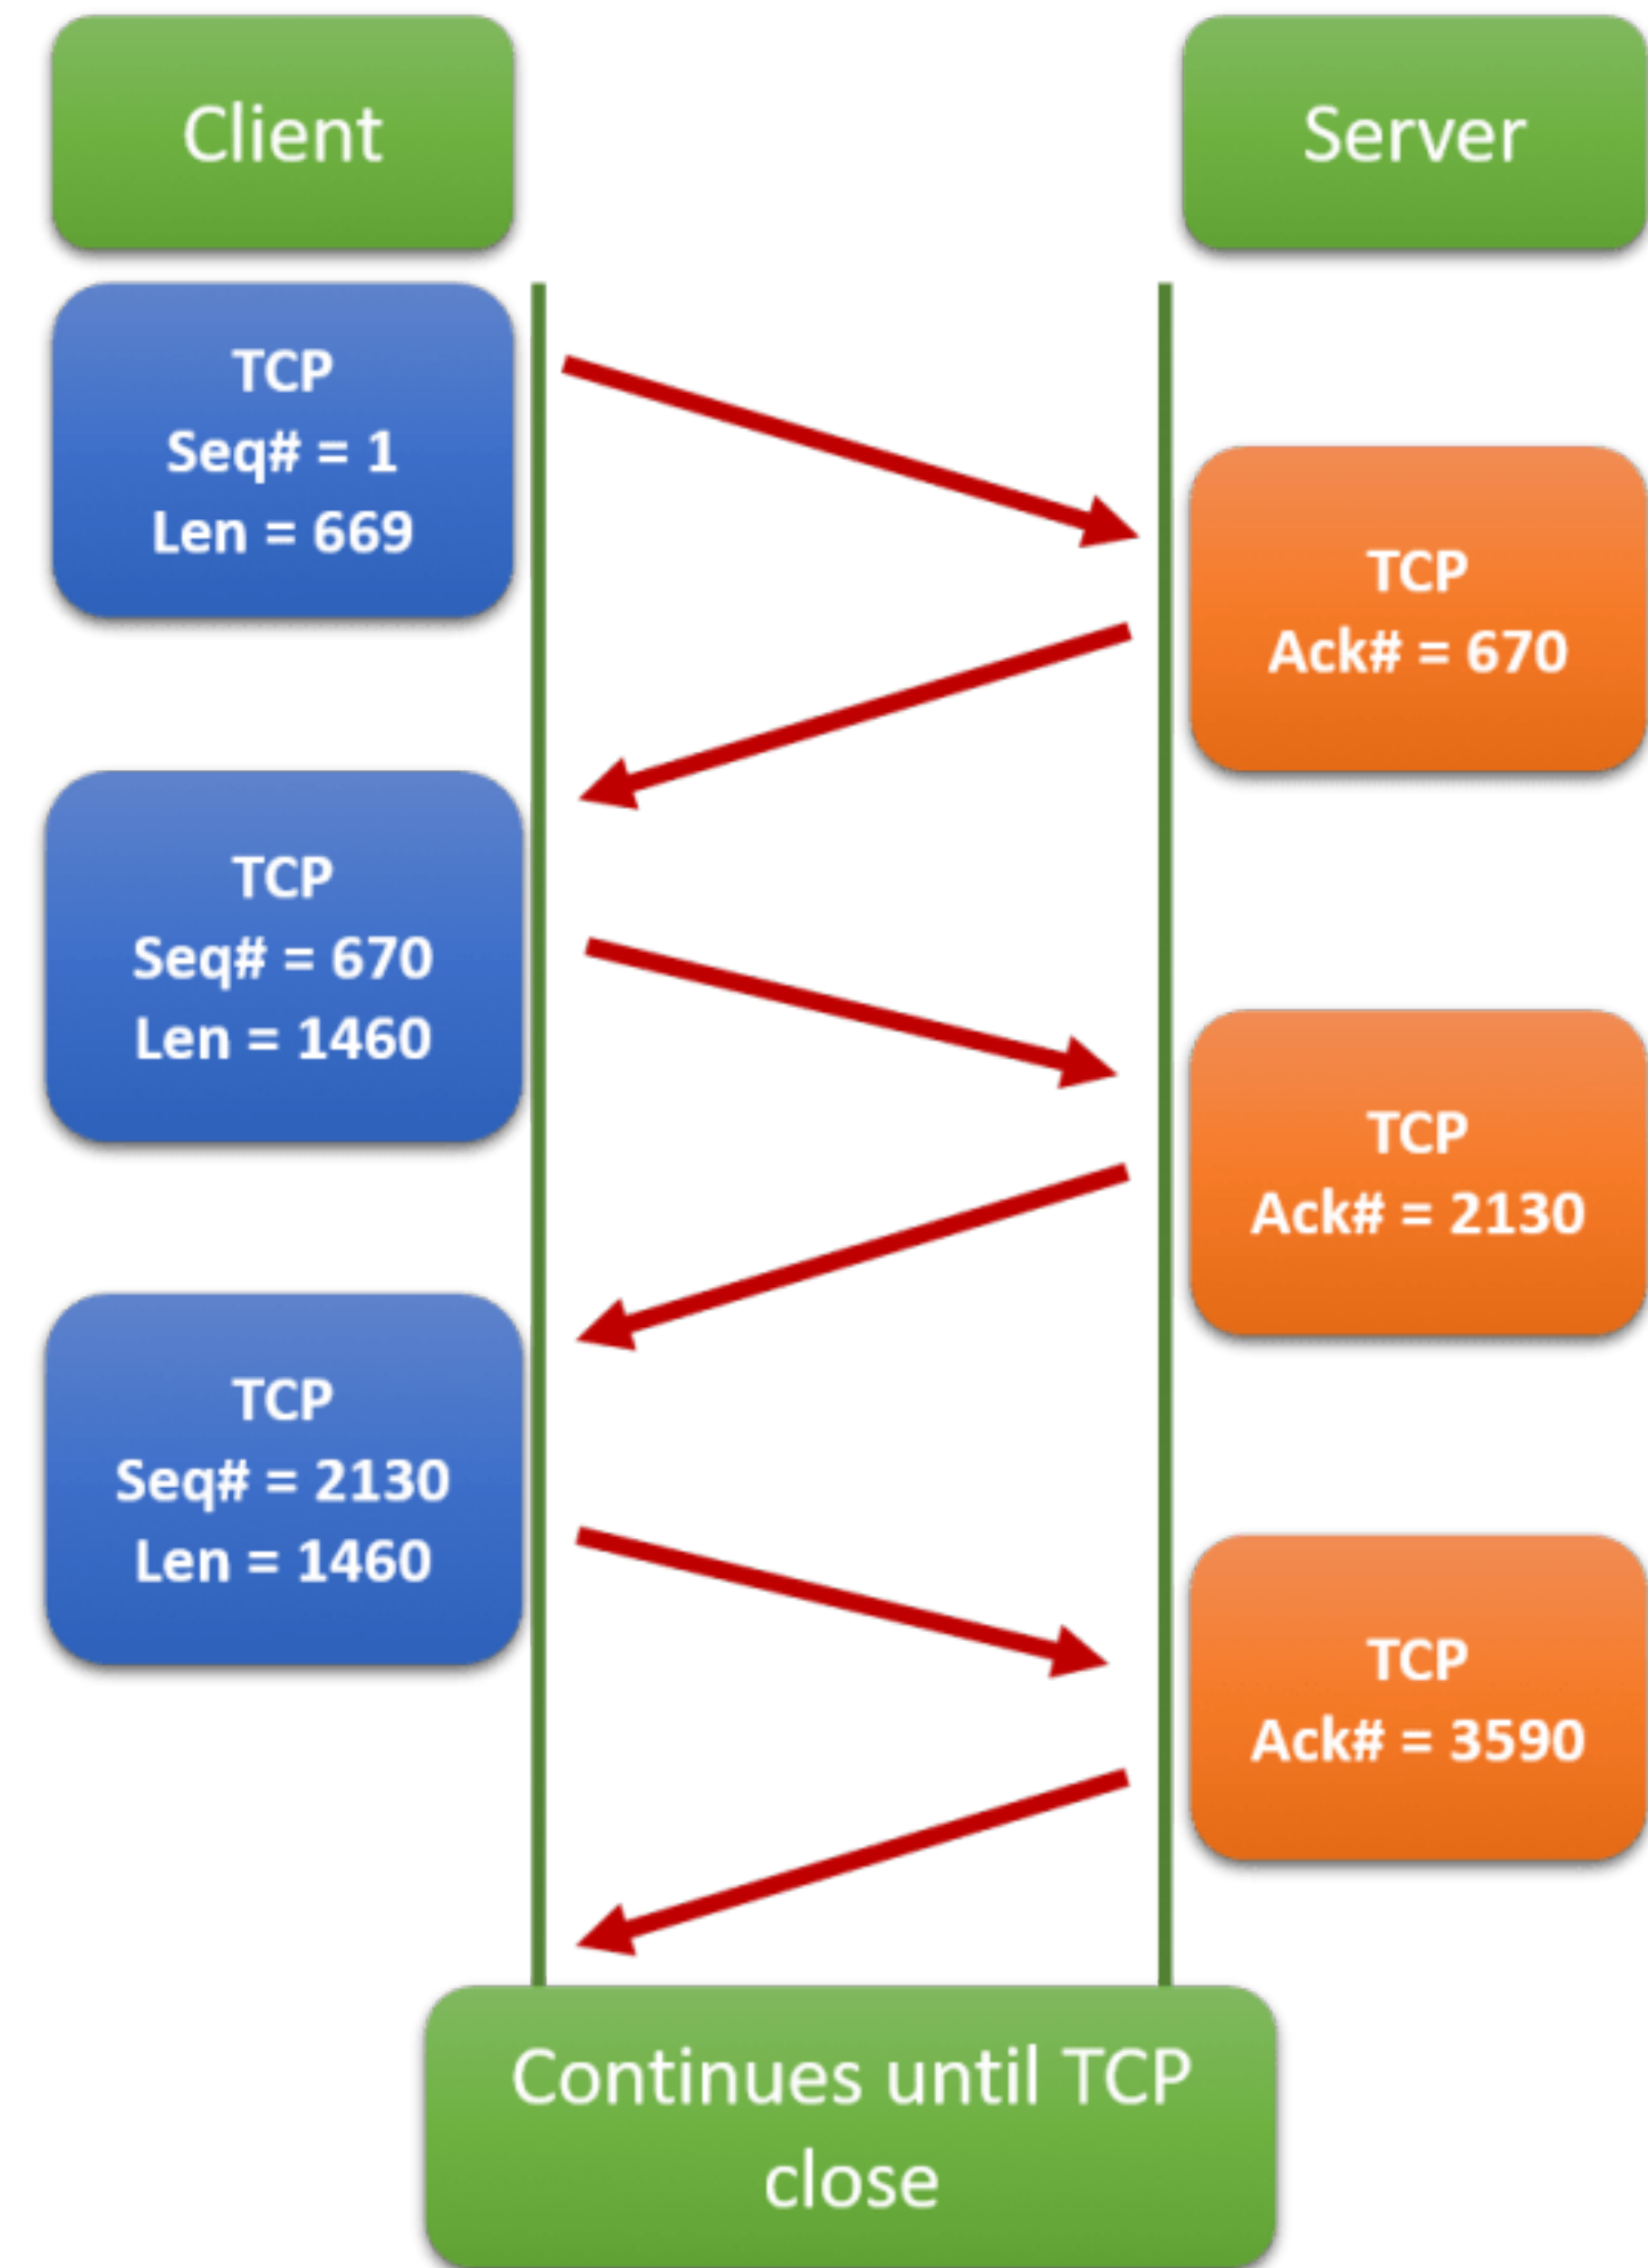 Client
Server
TCP
Seq# = 1
Len = 669
TCP
Ack# = 670
TCP
Seq# = 670
Len = 1460
TCP
Ack# = 2130
TCP
Seq# = 2130
Len = 1460
TCP
Ack# = 3590
Continues until TCP
close